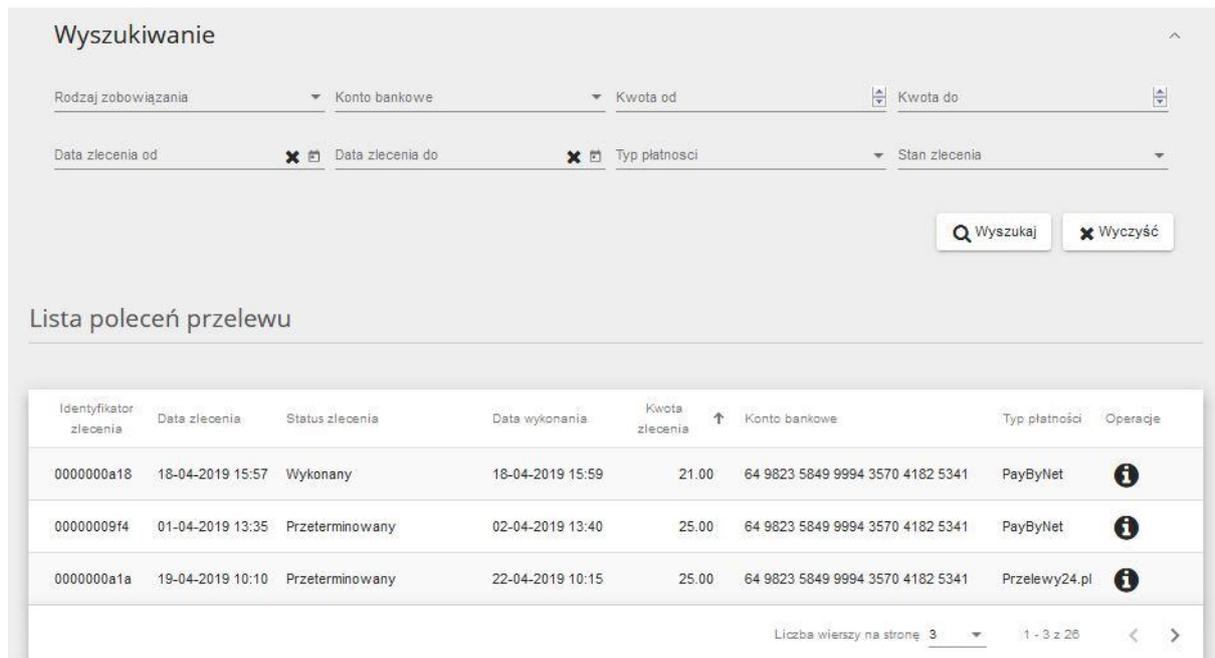 Wyszukiwanie
Rodzaj zobowiązania Konto bankowe Kwota od Kwota do
Data zlecenia od Data zlecenia do Typ płatnosci Stan zlecenia
Wyszukaj Wyczyść
Lista poleceń przelewu
Identyfikator zlecenia Data zlecenia Status zlecenia Data wykonania Kwota zlecenia Konto bankowe Typ płatności Operacje
0000000a18 18-04-2019 15:57 Wykonany 18-04-2019 15:59 21.00 64 9823 5849 9994 3570 4182 5341 PayByNet
00000009f4 01-04-2019 13:35 Przeterminowany 02-04-2019 13:40 25.00 64 9823 5849 9994 3570 4182 5341 PayByNet
0000000a1a 19-04-2019 10:10 Przeterminowany 22-04-2019 10:15 25.00 64 9823 5849 9994 3570 4182 5341 Przelewy24.pl
Liczba wierszy na stronę 3 1 - 3 z 26